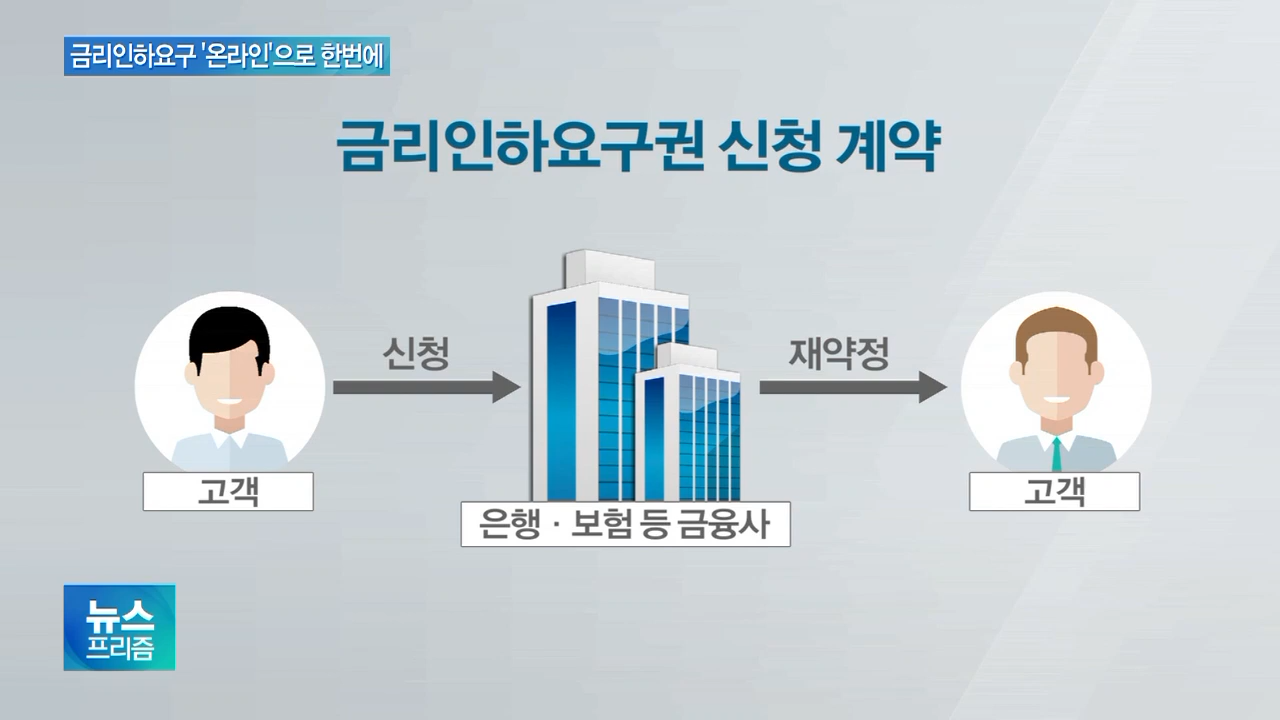 금리인하요구 '온라인'으로 한번에
금리인하요구권 신청 계약
신청
재약정
고객
은행 · 보험 등 금융사
고객
뉴스
프리즘